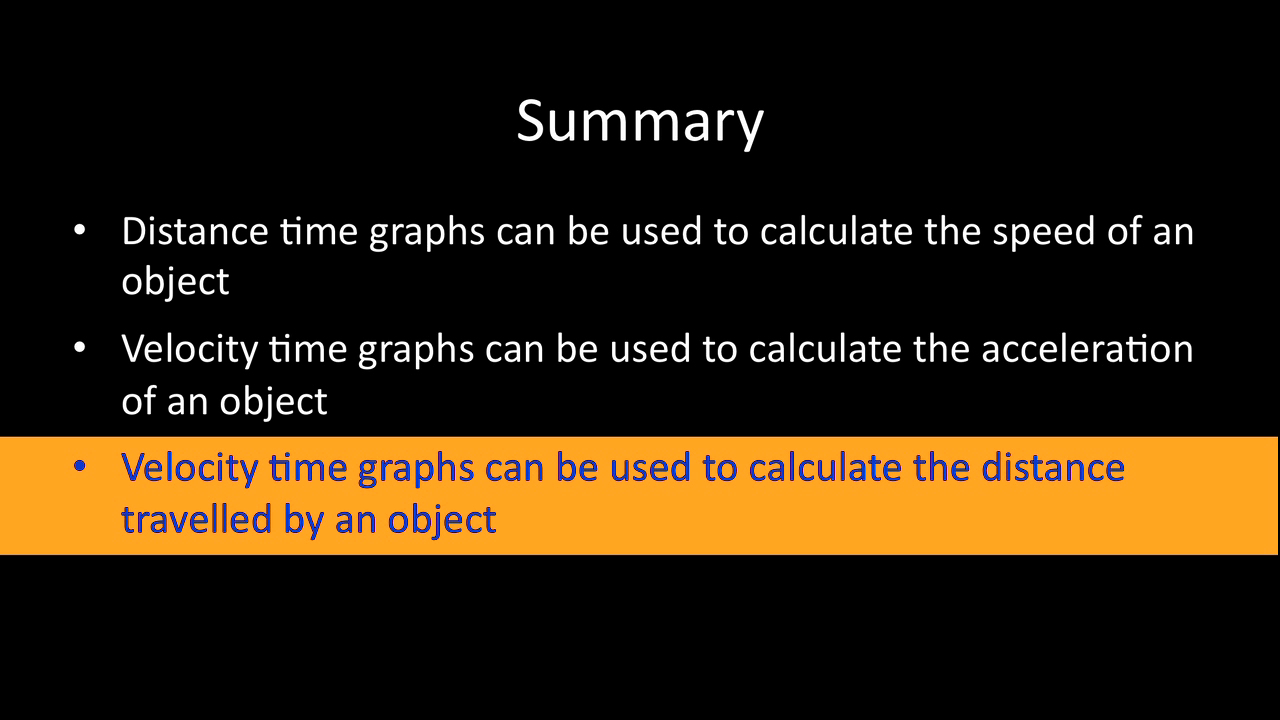 Summary
• Distance time graphs can be used to calculate the speed of an
object
• Velocity time graphs can be used to calculate the acceleration
of an object
• Velocity time graphs can be used to calculate the distance
travelled by an object